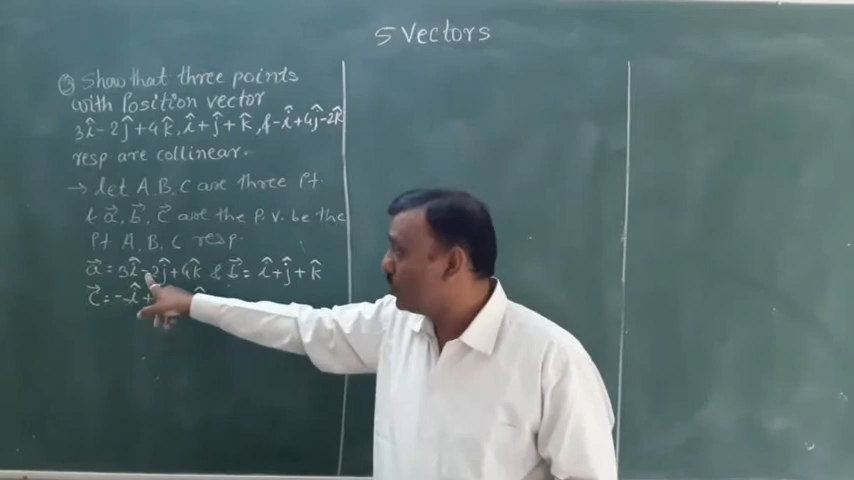 5 Vectors
③ Show that three points
with Position vector
3î - 2ĵ + 4k̂, î + ĵ + k̂, & -î + 4ĵ - 2k̂
resp are collinear.
→ let A, B, C are three Pt.
& a⃗, b⃗, c⃗ are the P.V. be the
Pt A, B, C resp.
a⃗ = 3î - 2ĵ + 4k̂ & b⃗ = î + ĵ + k̂
c⃗ = -î +